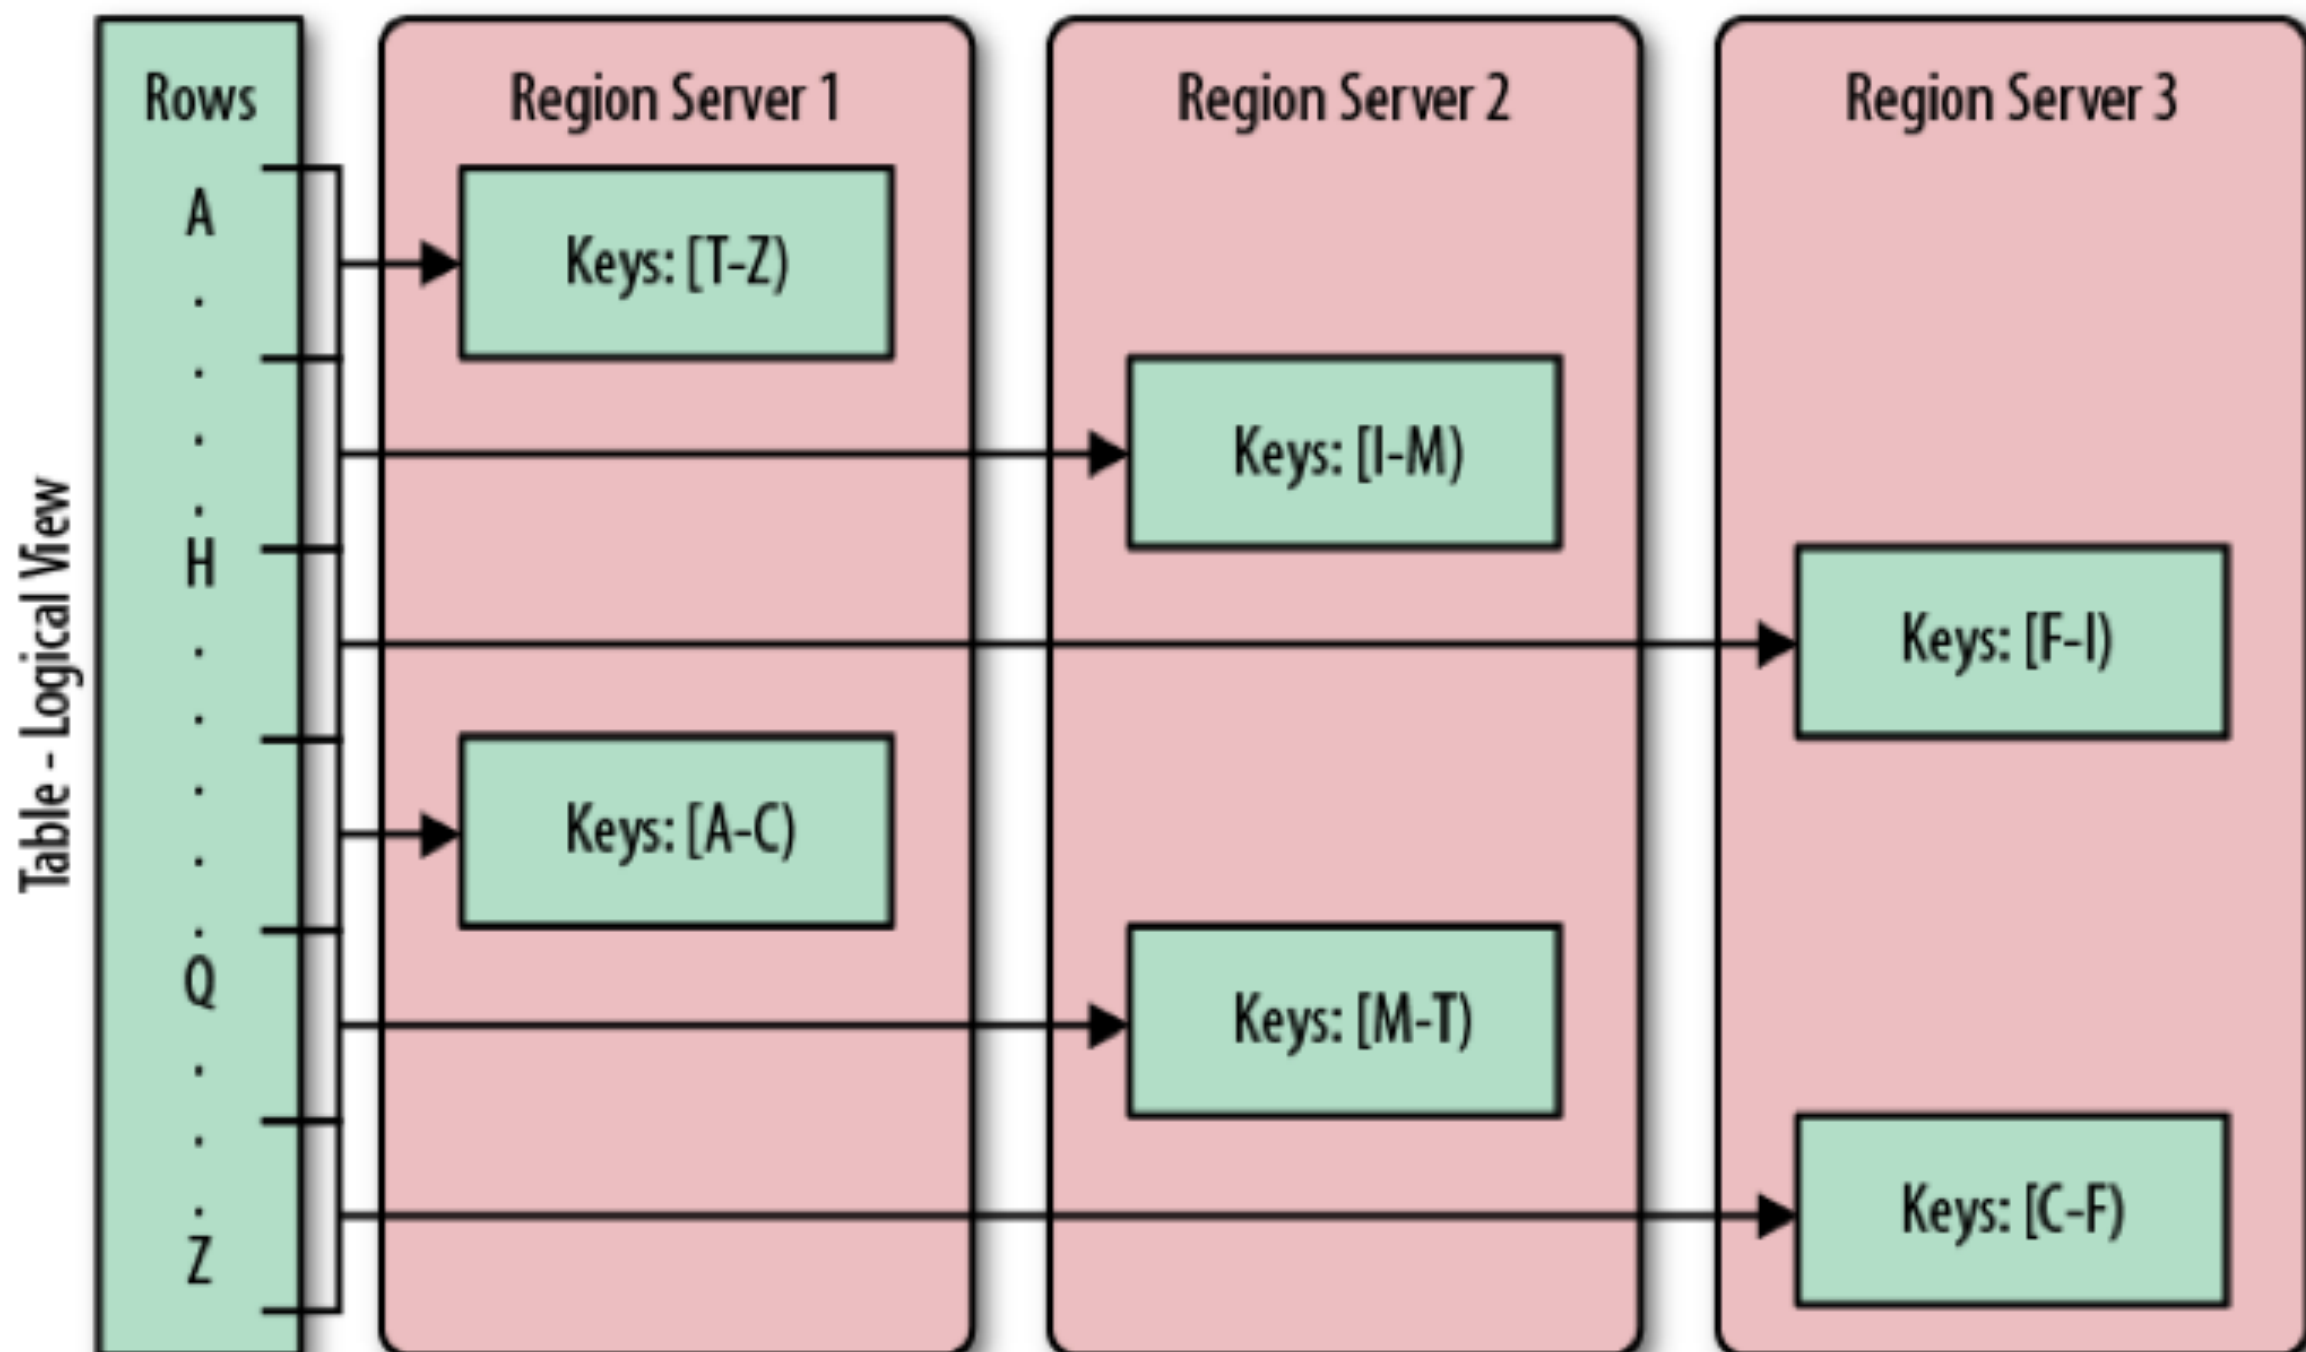 Table - Logical View
Rows
A
.
.
.
.
H
.
.
.
.
.
Q
.
.
.
Z
Region Server 1
Keys: [T-Z)
Keys: [A-C)
Region Server 2
Keys: [I-M)
Keys: [M-T)
Region Server 3
Keys: [F-I)
Keys: [C-F)